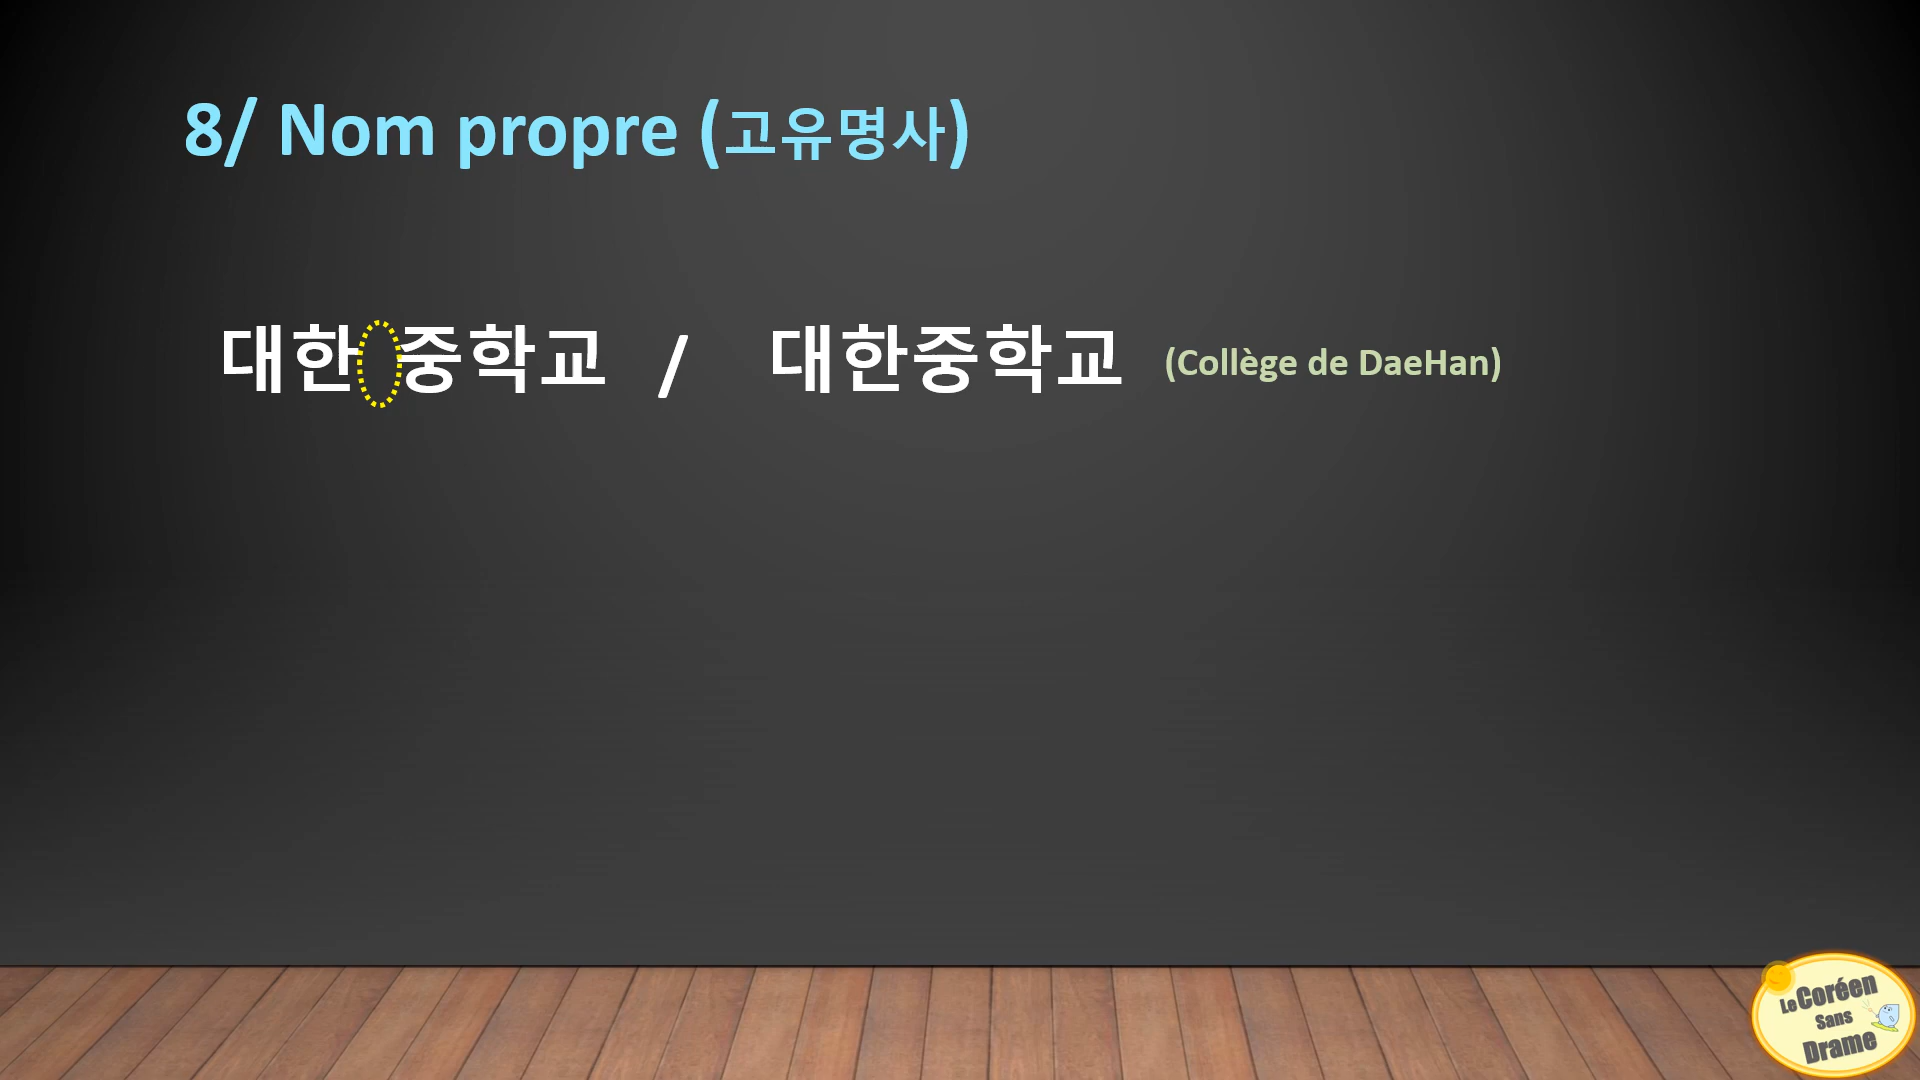 8/ Nom propre (고유명사)
대한 중학교 / 대한중학교 (Collège de DaeHan)
Le Coréen
Sans
Drame